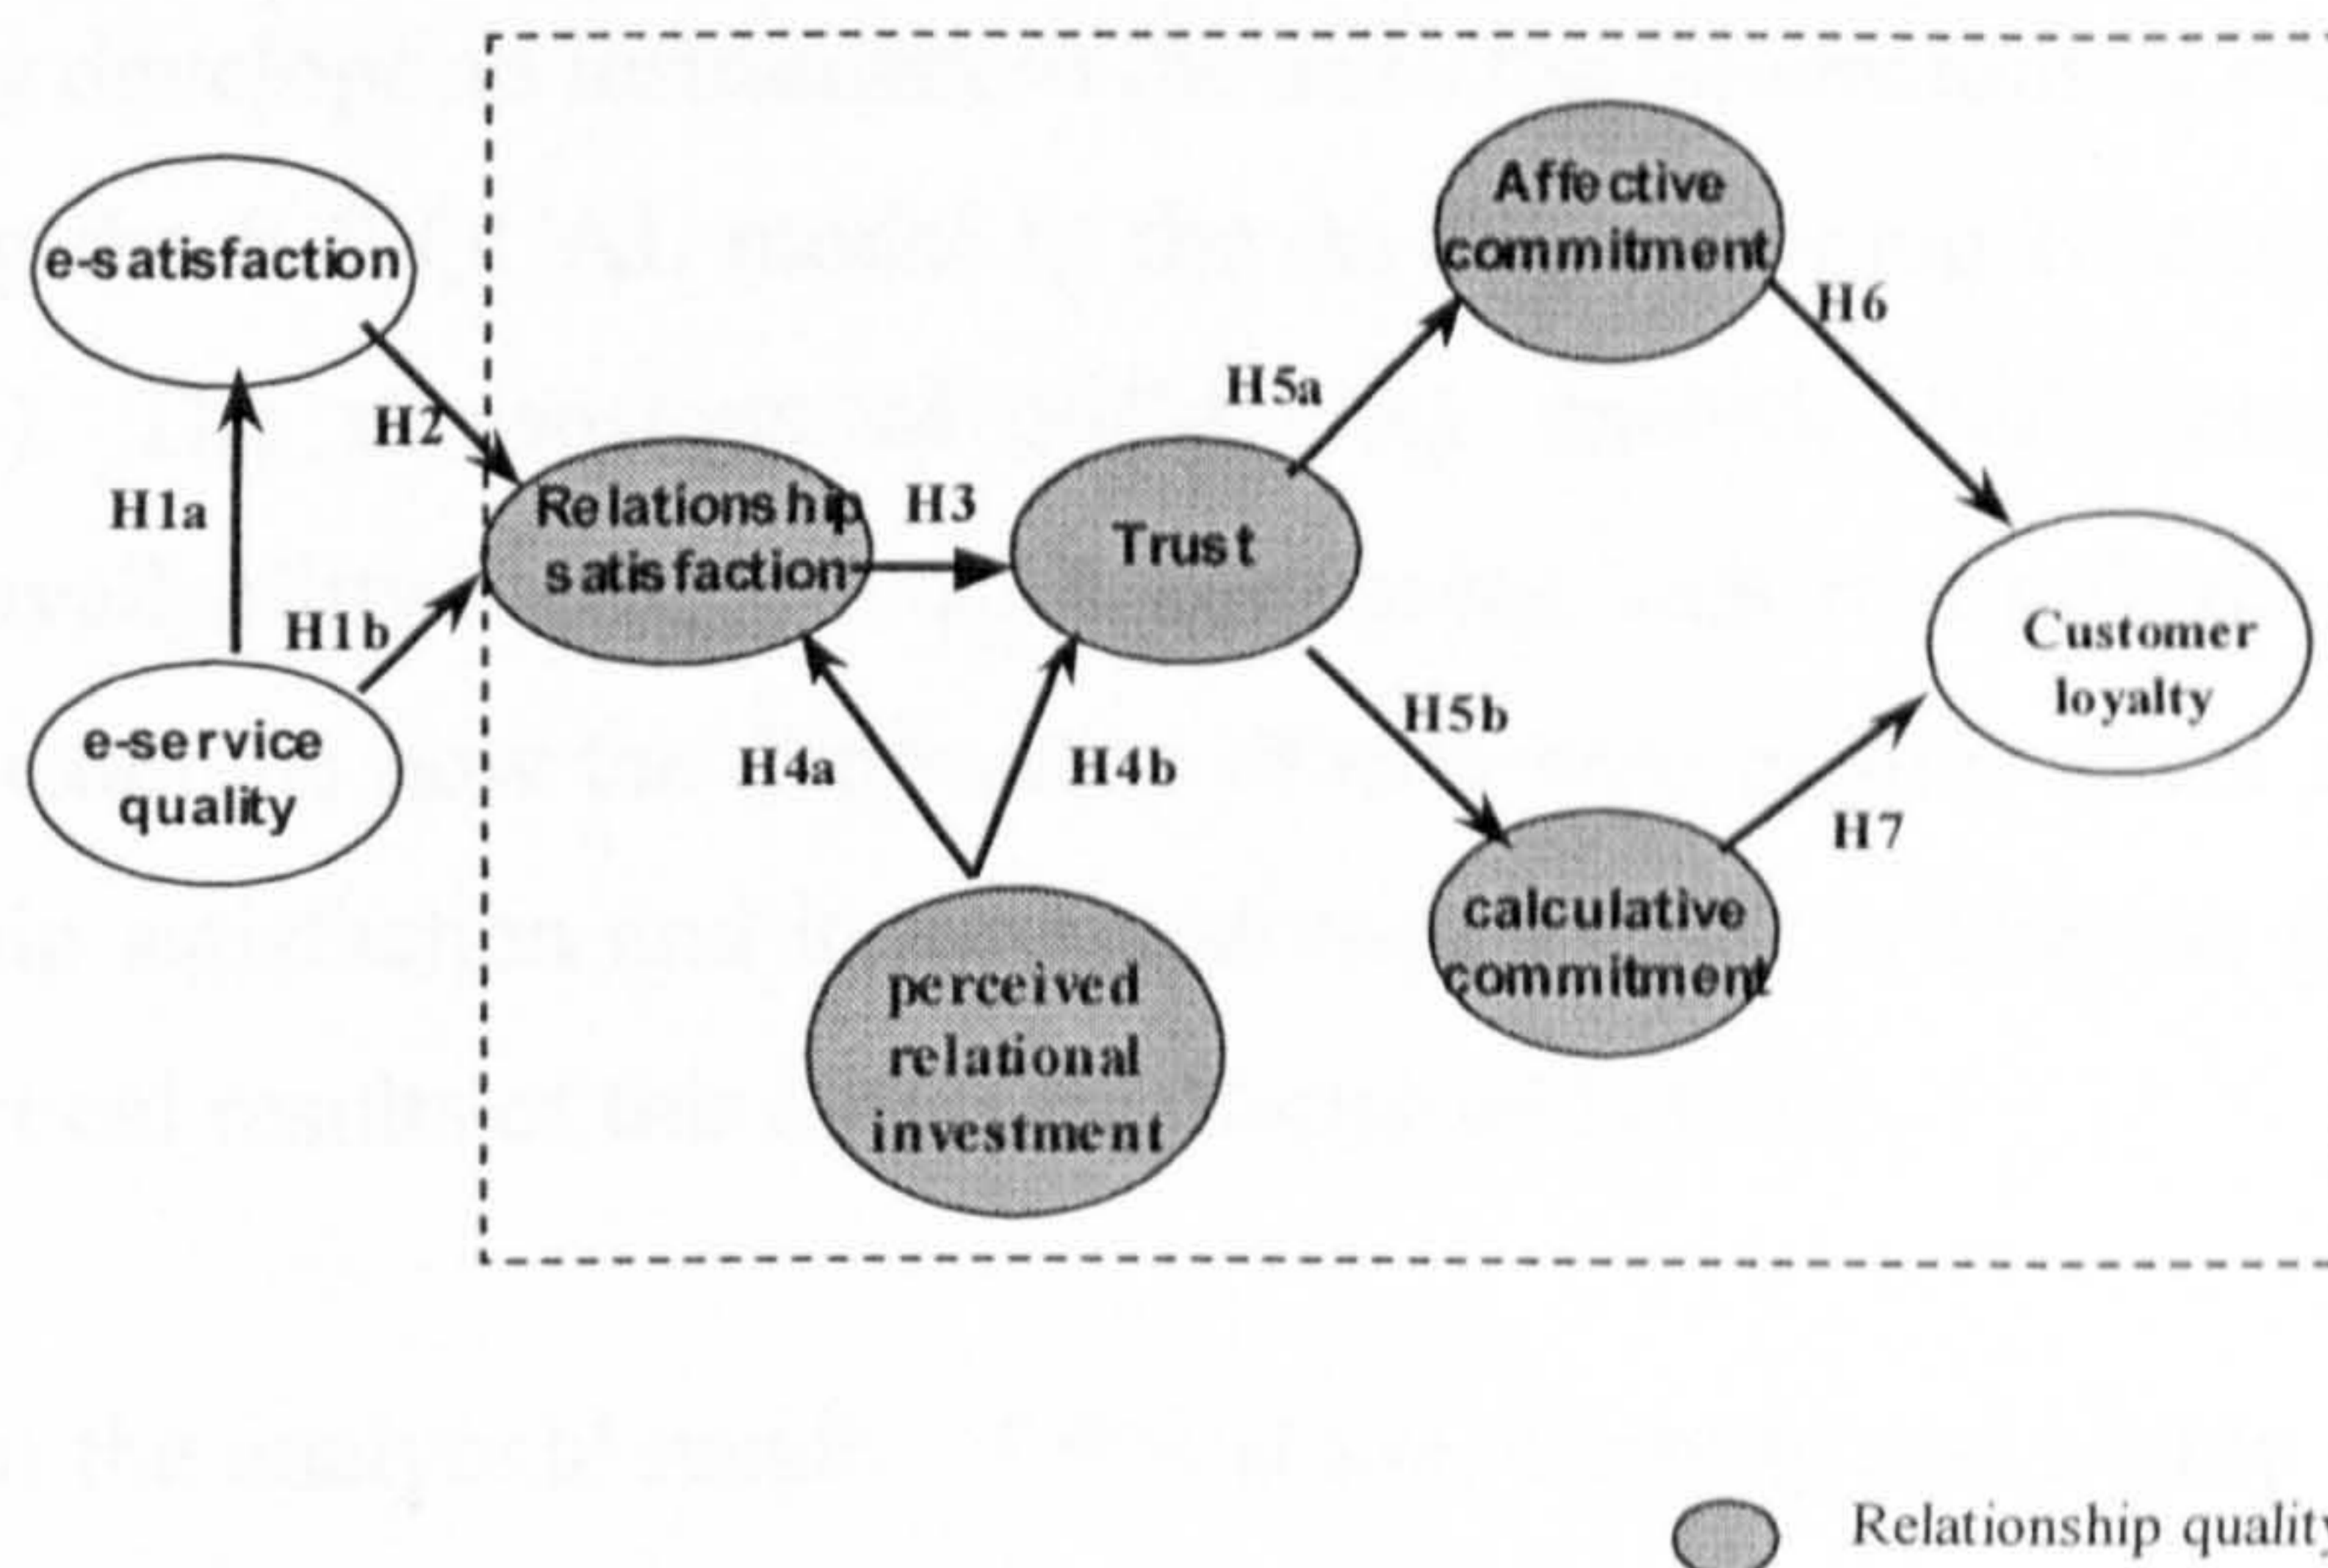 Affective
commitment
H6
e-satisfaction
H5a
H2
H1a
Relationship
satisfaction
H3
Trust
H1b
Customer
loyalty
e-service
quality
H4a
H4b
H5b
H7
calculative
commitment
perceived
relational
investment
Relationship quality